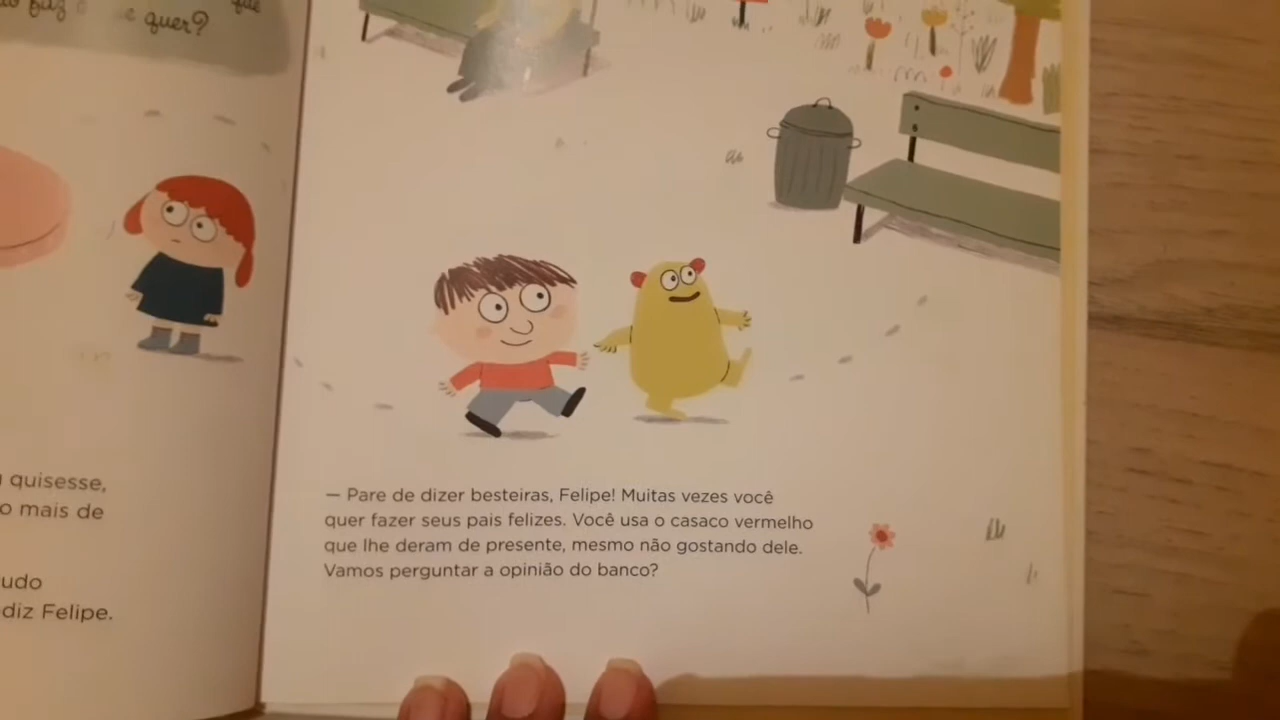 quer?
quisesse,
o mais de
diz Felipe.
— Pare de dizer besteiras, Felipe! Muitas vezes você
quer fazer seus pais felizes. Você usa o casaco vermelho
que lhe deram de presente, mesmo não gostando dele.
Vamos perguntar a opinião do banco?